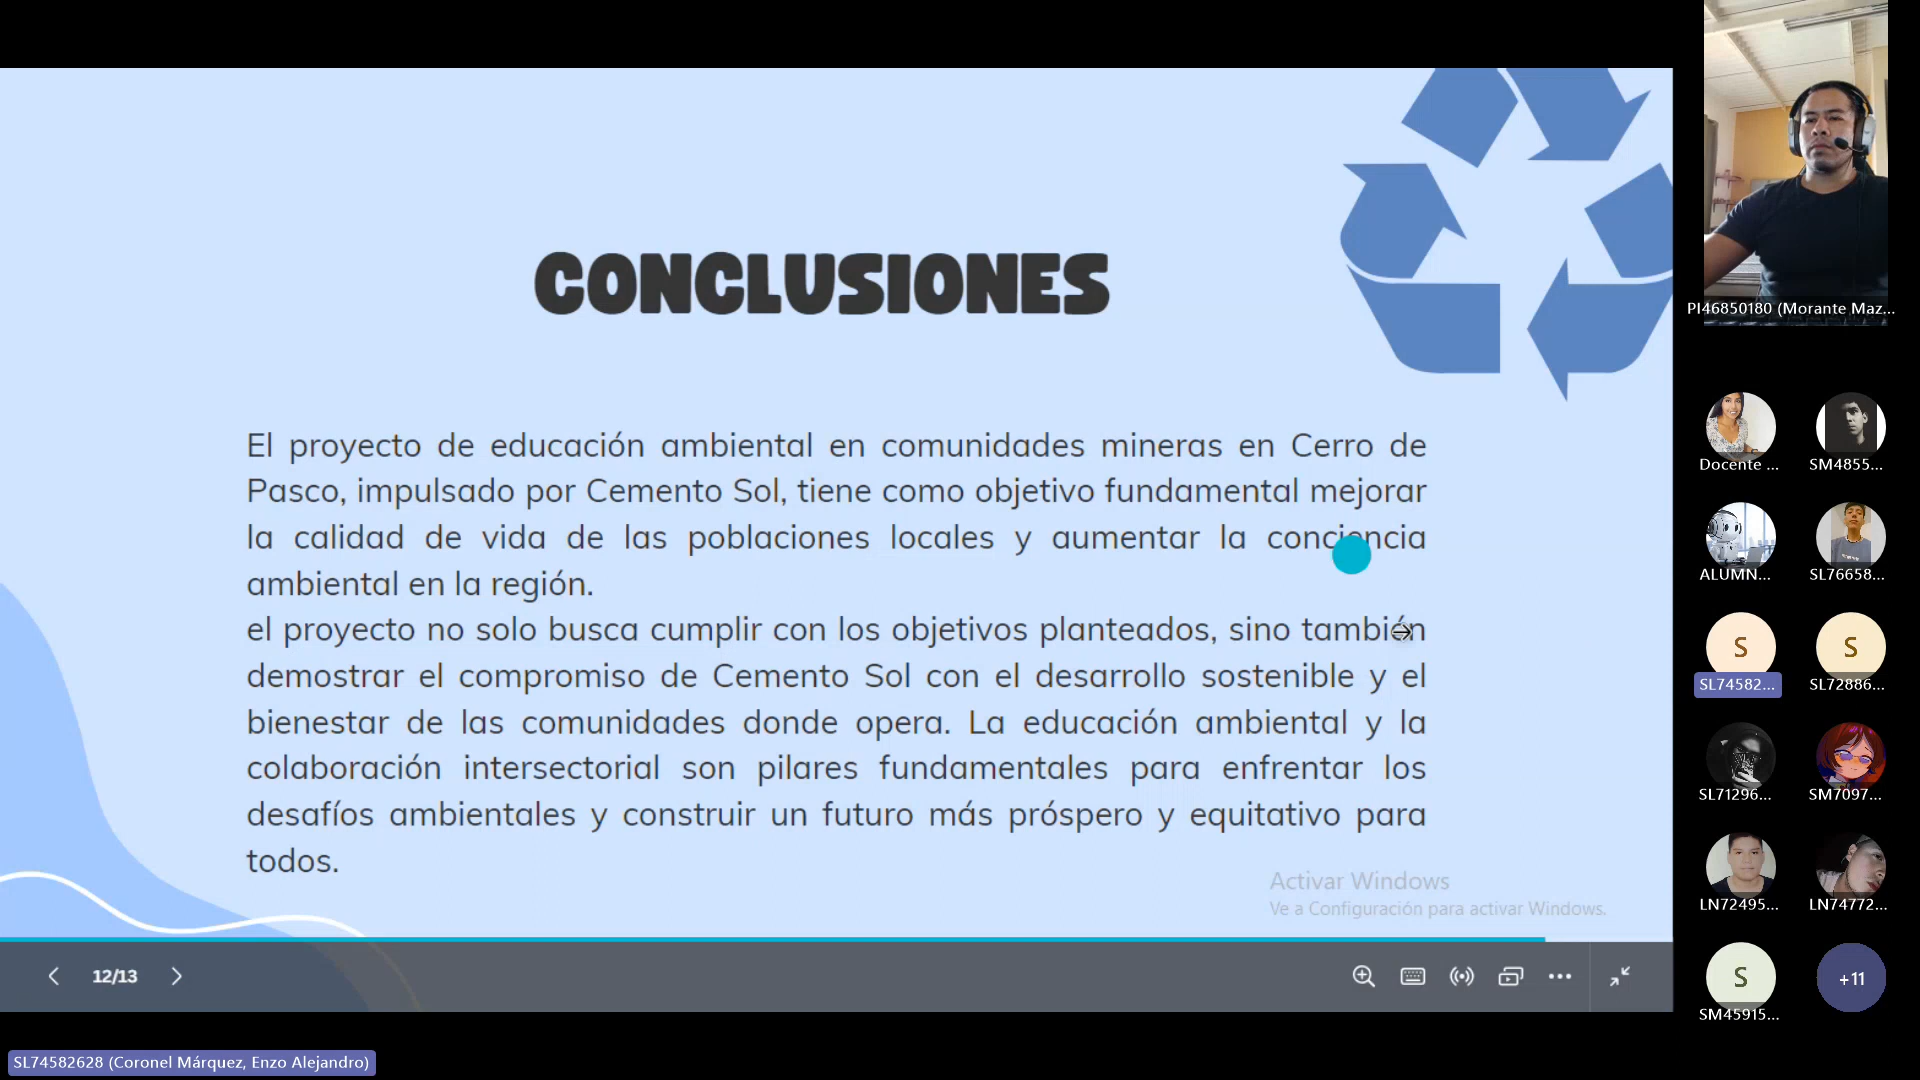 CONCLUSIONES
El proyecto de educación ambiental en comunidades mineras en Cerro de
Pasco, impulsado por Cemento Sol, tiene como objetivo fundamental mejorar
la calidad de vida de las poblaciones locales y aumentar la conciencia
ambiental en la región.
el proyecto no solo busca cumplir con los objetivos planteados, sino también
demostrar el compromiso de Cemento Sol con el desarrollo sostenible y el
bienestar de las comunidades donde opera. La educación ambiental y la
colaboración intersectorial son pilares fundamentales para enfrentar los
desafíos ambientales y construir un futuro más próspero y equitativo para
todos.
Activar Windows
Ve a Configuración para activar Windows.
12/13
SL74582628 (Coronel Márquez, Enzo Alejandro)
PI46850180 (Morante Maz...
Docente ...
SM4855...
ALUMN...
SL76658...
S
S
SL74582...
SL72886...
SL71296...
SM7097...
LN72495...
LN74772...
S
+11
SM45915...